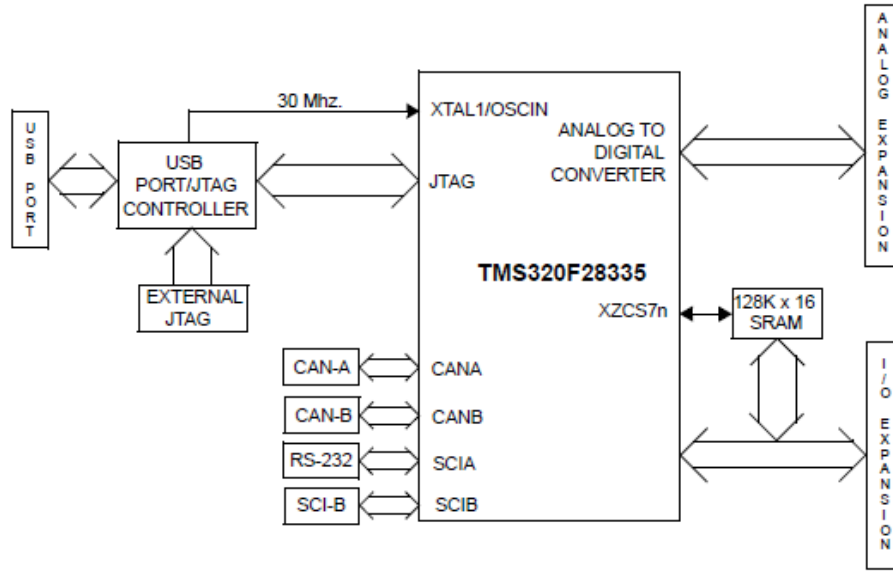 30 Mhz.
USB PORT
USB
PORT/JTAG
CONTROLLER
EXTERNAL
JTAG
XTAL1/OSCIN
JTAG
ANALOG TO
DIGITAL
CONVERTER
ANALOG EXPANSION
TMS320F28335
XZCS7n
128K x 16
SRAM
CAN-A
CANA
CAN-B
CANB
RS-232
SCIA
SCI-B
SCIB
I/O EXPANSION